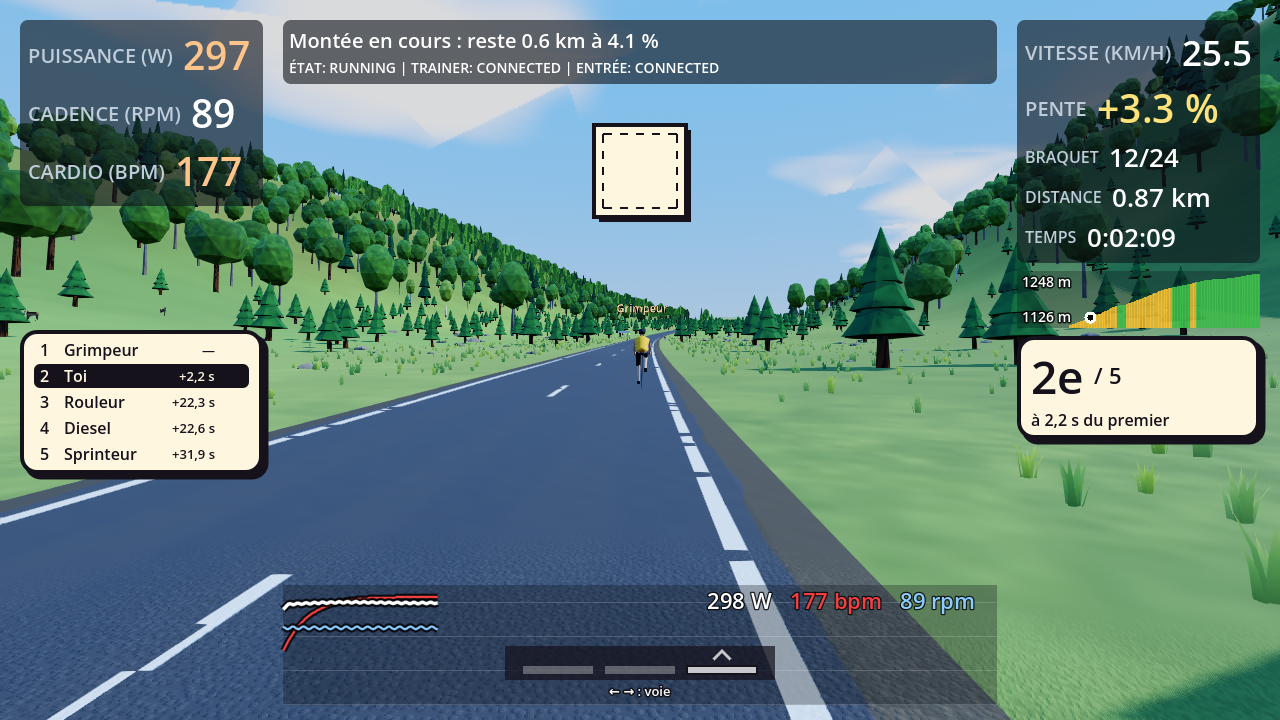 PUISSANCE (W) 297
CADENCE (RPM) 89
CARDIO (BPM) 177
Montée en cours : reste 0.6 km à 4.1 %
ÉTAT: RUNNING | TRAINER: CONNECTED | ENTRÉE: CONNECTED
VITESSE (KM/H) 25.5
PENTE +3.3 %
BRAQUET 12/24
DISTANCE 0.87 km
TEMPS 0:02:09
1248 m
1126 m
Grimpeur
1 Grimpeur —
2 Toi +2,2 s
3 Rouleur +22,3 s
4 Diesel +22,6 s
5 Sprinteur +31,9 s
2e / 5
à 2,2 s du premier
298 W 177 bpm 89 rpm
← → : voie